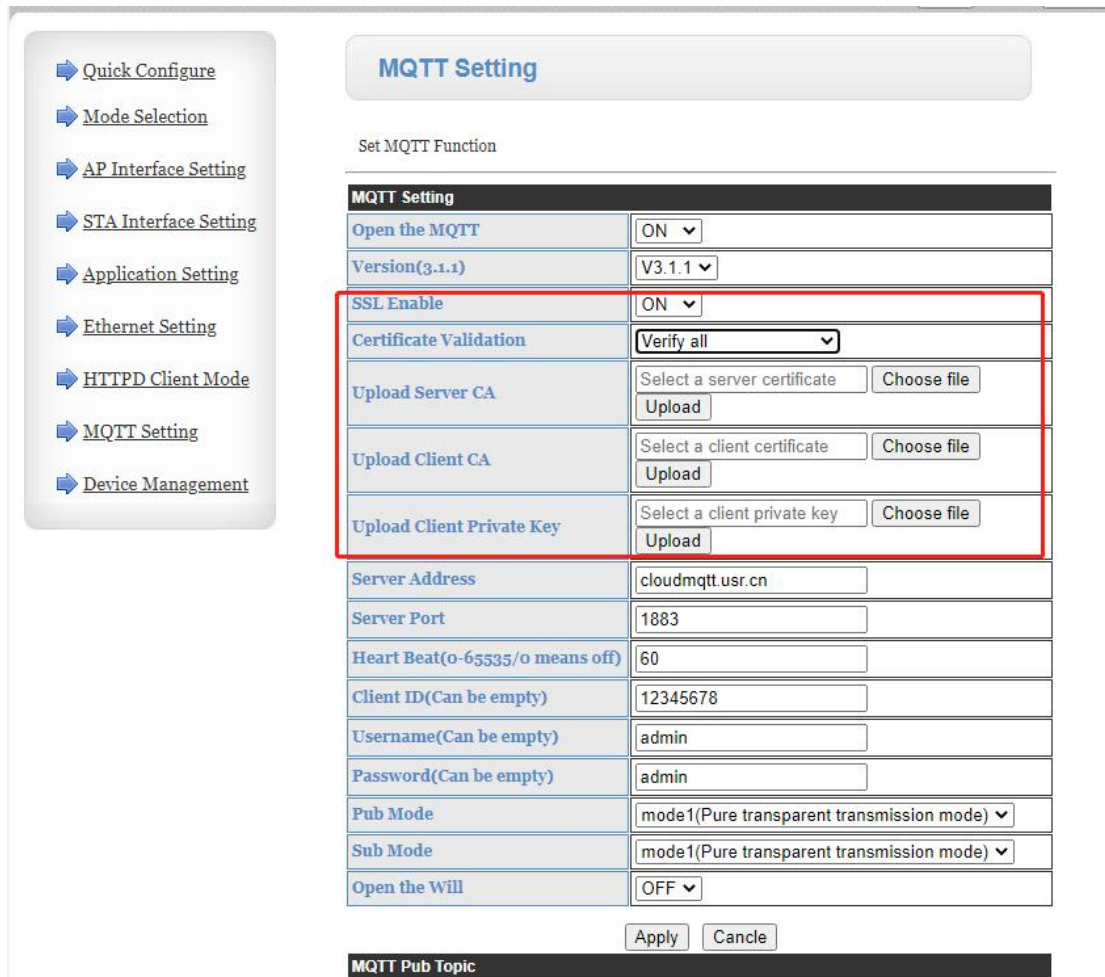 Quick Configure
Mode Selection
AP Interface Setting
STA Interface Setting
Application Setting
Ethernet Setting
HTTPD Client Mode
MQTT Setting
Device Management
MQTT Setting
Set MQTT Function
MQTT Setting
Open the MQTT ON
Version(3.1.1) V3.1.1
SSL Enable ON
Certificate Validation Verify all
Upload Server CA Select a server certificate Choose file
Upload
Upload Client CA Select a client certificate Choose file
Upload
Upload Client Private Key Select a client private key Choose file
Upload
Server Address cloudmqtt.usr.cn
Server Port 1883
Heart Beat(0-65535/0 means off) 60
Client ID(Can be empty) 12345678
Username(Can be empty) admin
Password(Can be empty) admin
Pub Mode mode1(Pure transparent transmission mode)
Sub Mode mode1(Pure transparent transmission mode)
Open the Will OFF
Apply Cancle
MQTT Pub Topic